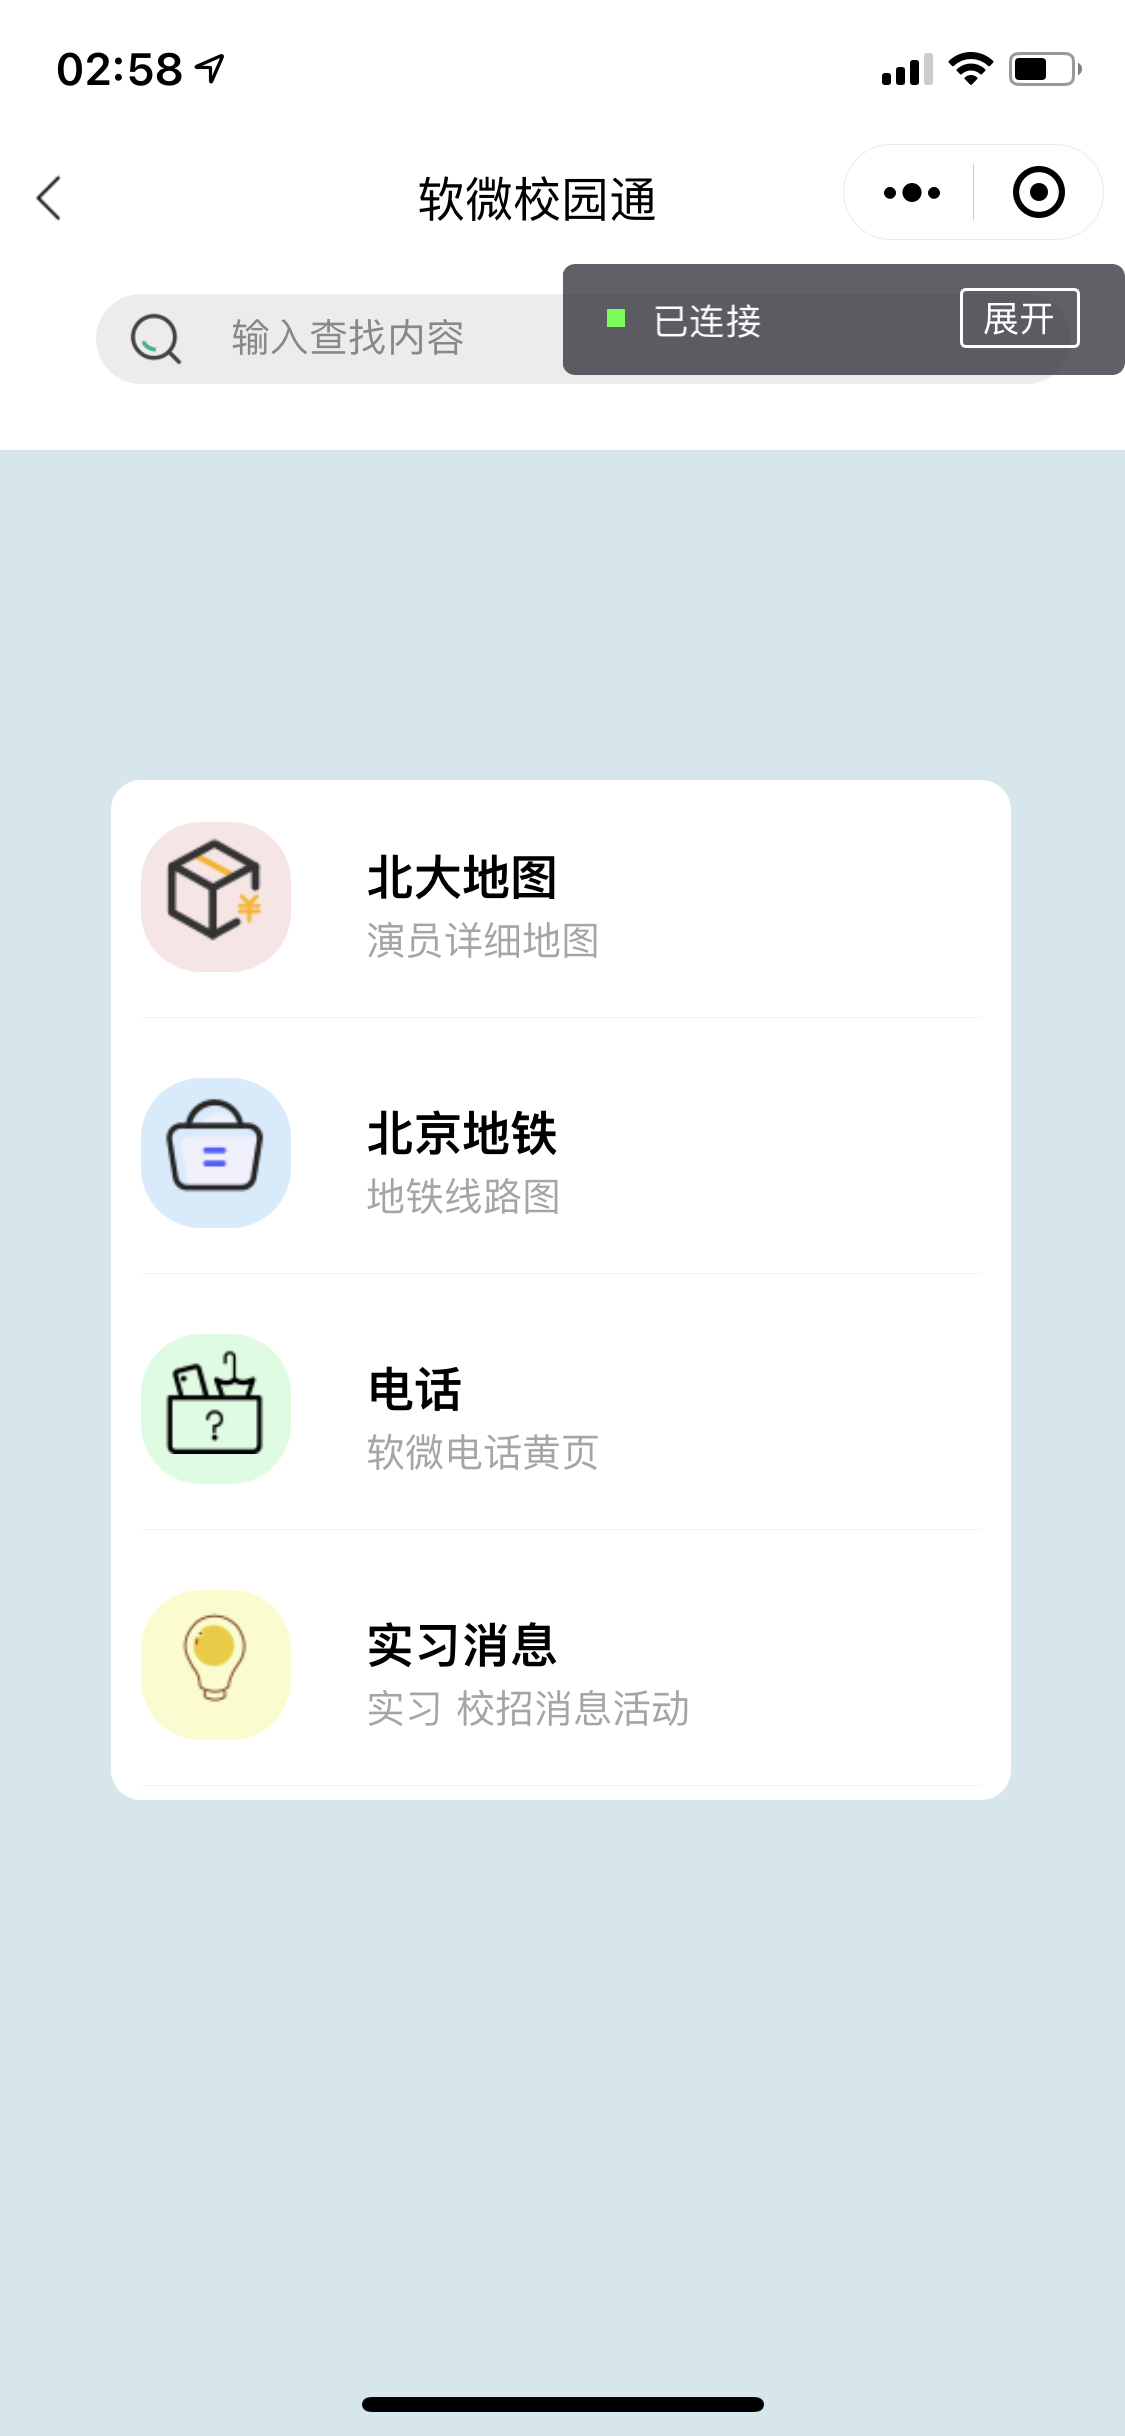 02:58
软微校园通
输入查找内容
已连接
展开
北大地图
演员详细地图
¥
北京地铁
地铁线路图
电话
软微电话黄页
?
实习消息
实习 校招消息活动